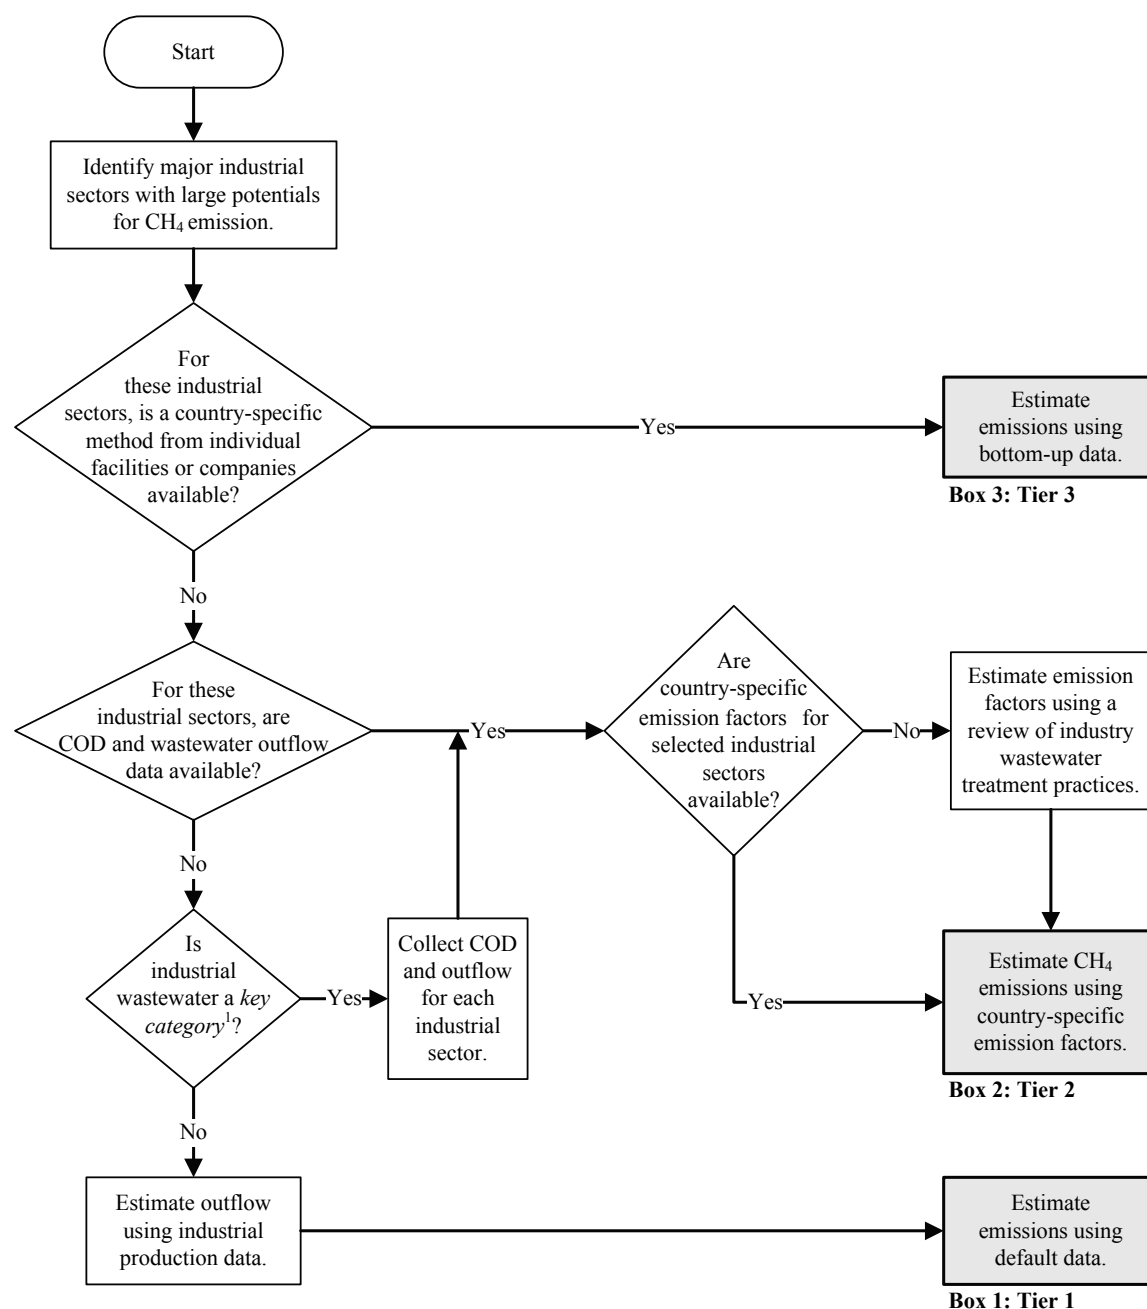 Start
Identify major industrial
sectors with large potentials
for CH₄ emission.
For
these industrial
sectors, is a country-specific
method from individual
facilities or companies
available?
Yes
Estimate
emissions using
bottom-up data.
Box 3: Tier 3
No
For these
industrial sectors, are
COD and wastewater outflow
data available?
Yes
Are
country-specific
emission factors for
selected industrial
sectors
available?
No
Estimate emission
factors using a
review of industry
wastewater
treatment practices.
No
Is
industrial
wastewater a key
category¹?
Yes
Collect COD
and outflow
for each
industrial
sector.
Yes
Estimate CH₄
emissions using
country-specific
emission factors.
Box 2: Tier 2
No
Estimate outflow
using industrial
production data.
Estimate
emissions using
default data.
Box 1: Tier 1